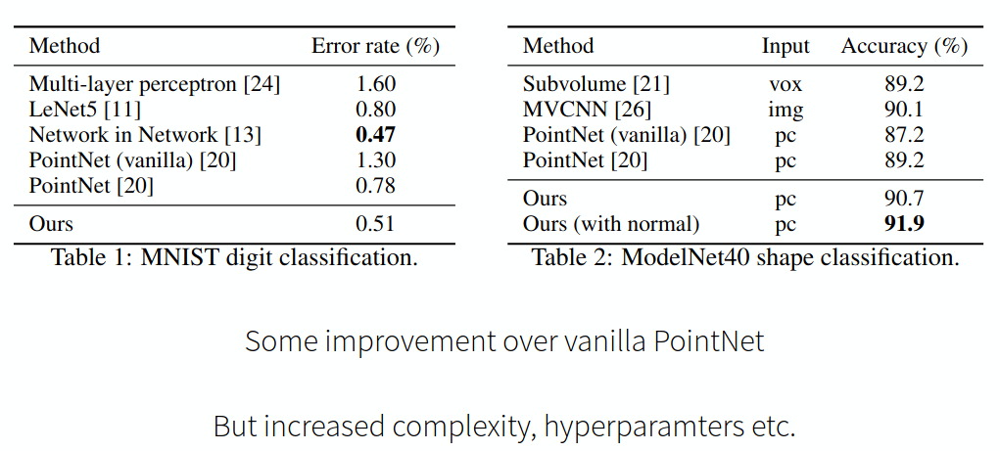 Method Error rate (%)
Multi-layer perceptron [24] 1.60
LeNet5 [11] 0.80
Network in Network [13] 0.47
PointNet (vanilla) [20] 1.30
PointNet [20] 0.78
Ours 0.51
Table 1: MNIST digit classification.
Method Input Accuracy (%)
Subvolume [21] vox 89.2
MVCNN [26] img 90.1
PointNet (vanilla) [20] pc 87.2
PointNet [20] pc 89.2
Ours pc 90.7
Ours (with normal) pc 91.9
Table 2: ModelNet40 shape classification.
Some improvement over vanilla PointNet
But increased complexity, hyperparamters etc.